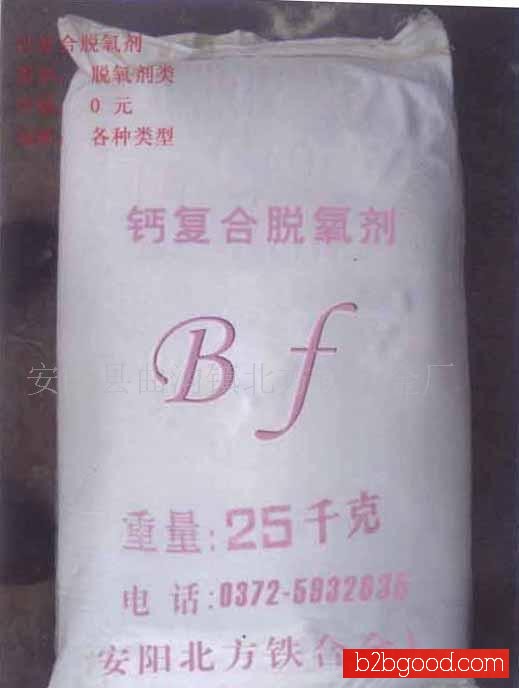 钙复合脱氧剂
脱氧剂类
0 元
各种类型
钙复合脱氧剂
B f
重量:25千克
电话:0372-5932835
安阳北方铁合金
b2bgood.com